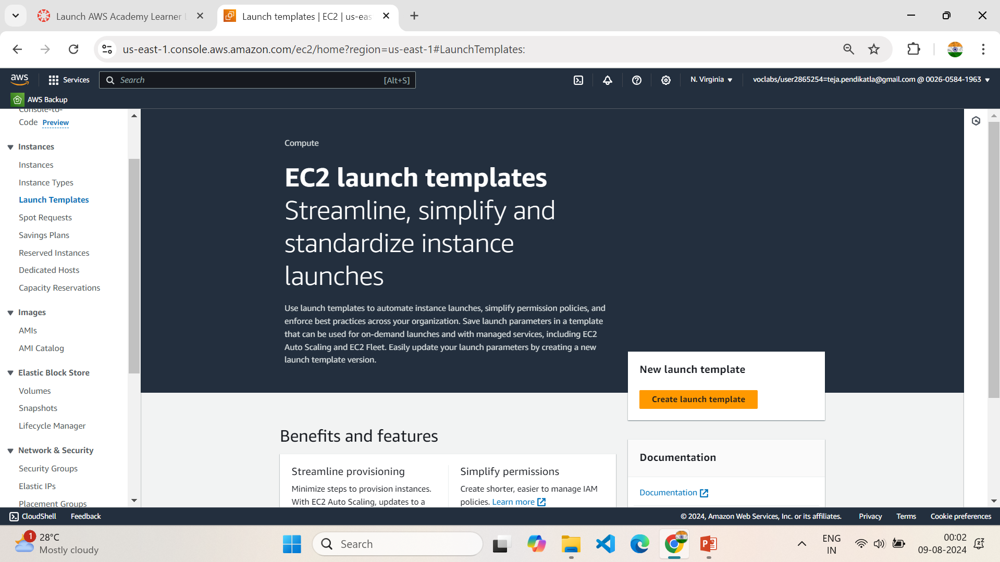 Launch AWS Academy Learner L
Launch templates | EC2 | us-eas
us-east-1.console.aws.amazon.com/ec2/home?region=us-east-1#LaunchTemplates:
aws
Services
Search
[Alt+S]
N. Virginia
voclabs/user2865254=teja.pendikatla@gmail.com @ 0026-0584-1963
AWS Backup
Console-to-
Code Preview
Instances
Instances
Instance Types
Launch Templates
Spot Requests
Savings Plans
Reserved Instances
Dedicated Hosts
Capacity Reservations
Images
AMIs
AMI Catalog
Elastic Block Store
Volumes
Snapshots
Lifecycle Manager
Network & Security
Security Groups
Elastic IPs
Placement Groups
Compute
EC2 launch templates
Streamline, simplify and
standardize instance
launches
Use launch templates to automate instance launches, simplify permission policies, and
enforce best practices across your organization. Save launch parameters in a template
that can be used for on-demand launches and with managed services, including EC2
Auto Scaling and EC2 Fleet. Easily update your launch parameters by creating a new
launch template version.
New launch template
Create launch template
Benefits and features
Streamline provisioning
Minimize steps to provision instances.
With EC2 Auto Scaling, updates to a
Simplify permissions
Create shorter, easier to manage IAM
policies. Learn more
Documentation
Documentation
CloudShell
Feedback
© 2024, Amazon Web Services, Inc. or its affiliates.
Privacy
Terms
Cookie preferences
1
28°C
Mostly cloudy
Search
ENG
IN
00:02
09-08-2024